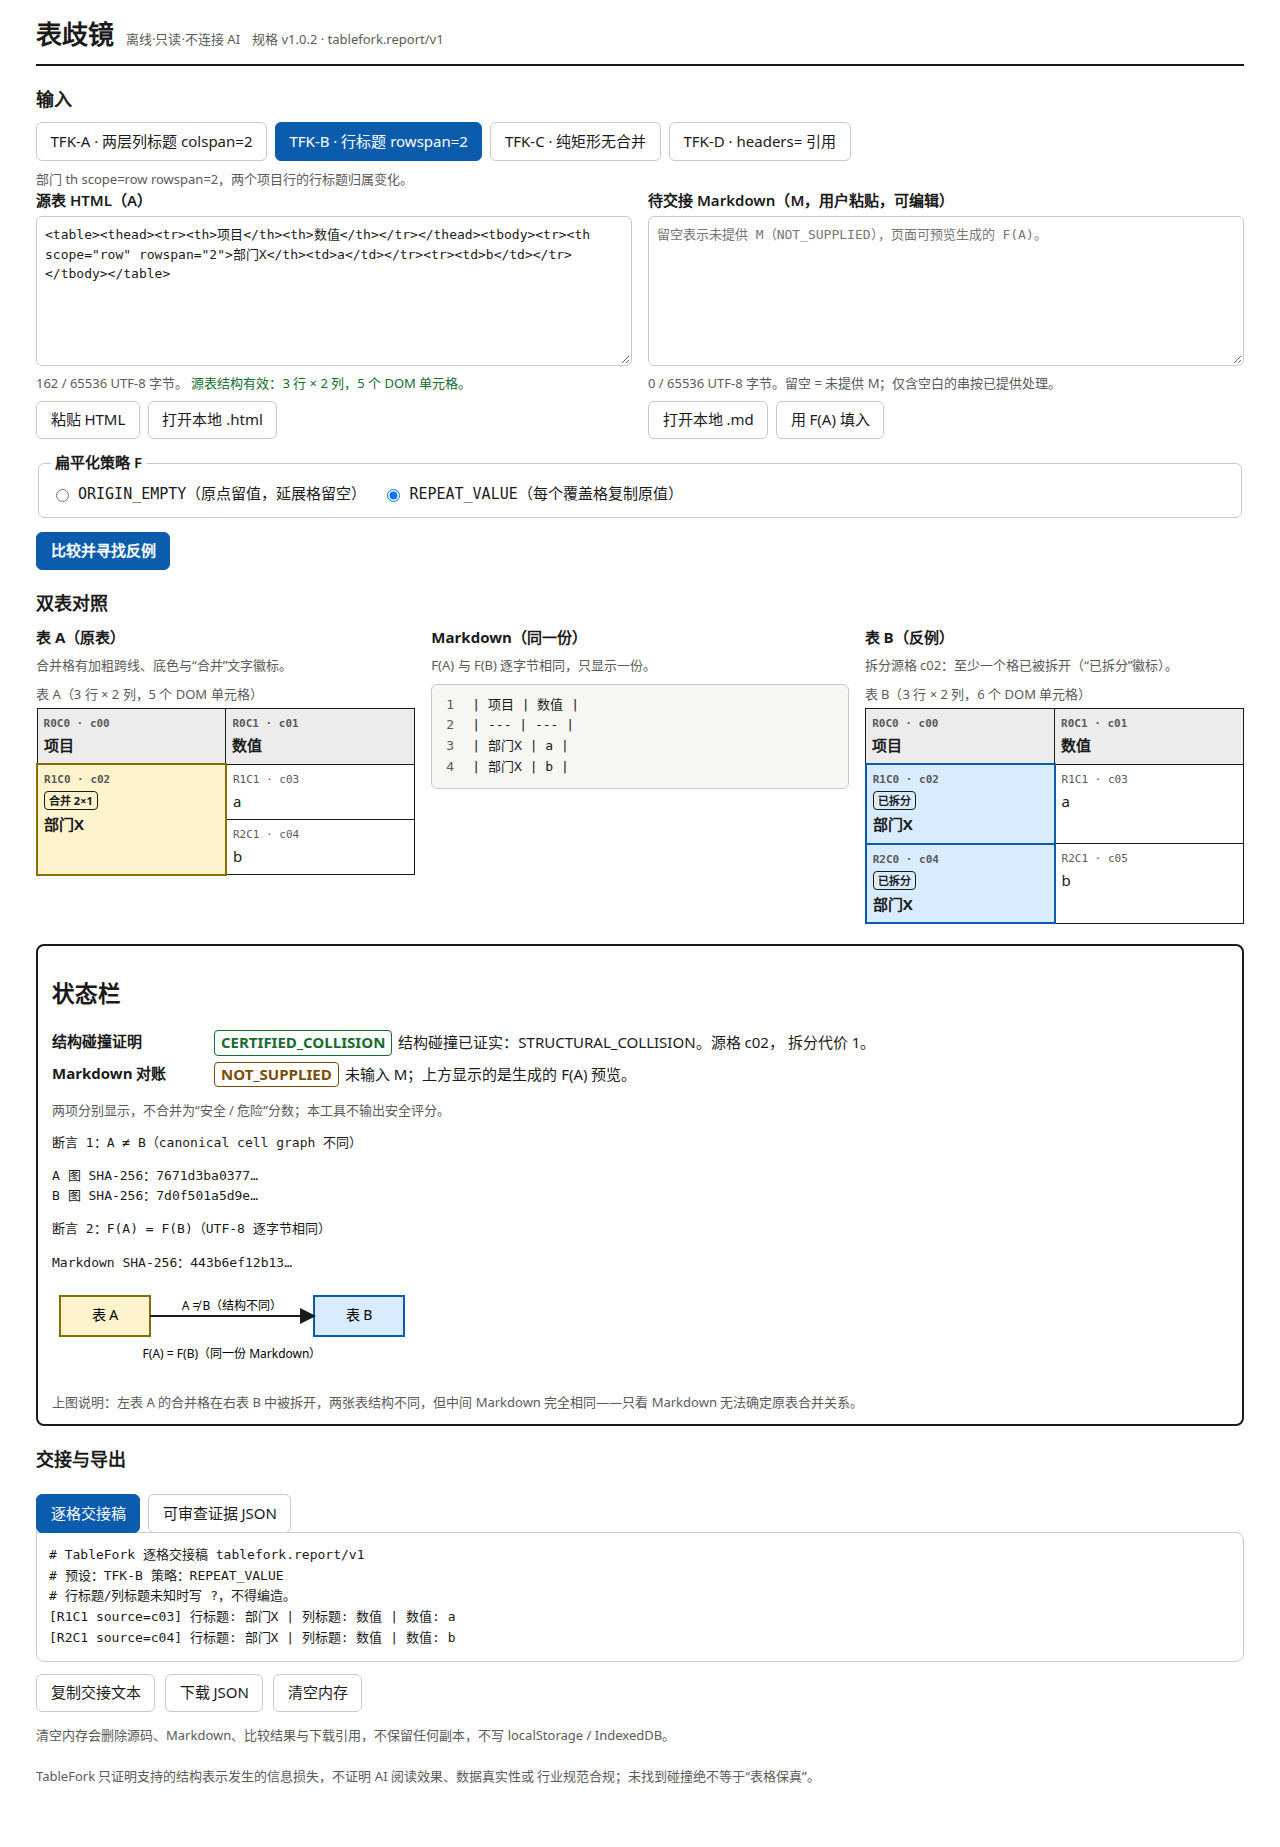 表歧镜 离线·只读·不连接 AI 规格 v1.0.2 · tablefork.report/v1
输入
TFK-A · 两层列标题 colspan=2 TFK-B · 行标题 rowspan=2 TFK-C · 纯矩形无合并 TFK-D · headers= 引用
部门 th scope=row rowspan=2，两个项目行的行标题归属变化。
源表 HTML（A）
<table><thead><tr><th>项目</th><th>数值</th></tr></thead><tbody><tr><th
scope="row" rowspan="2">部门X</th><td>a</td></tr><tr><td>b</td></tr>
</tbody></table>
162 / 65536 UTF-8 字节。 源表结构有效：3 行 × 2 列，5 个 DOM 单元格。
粘贴 HTML 打开本地 .html
待交接 Markdown（M，用户粘贴，可编辑）
留空表示未提供 M（NOT_SUPPLIED），页面可预览生成的 F(A)。
0 / 65536 UTF-8 字节。留空 = 未提供 M；仅含空白的串按已提供处理。
打开本地 .md 用 F(A) 填入
扁平化策略 F
ORIGIN_EMPTY（原点留值，延展格留空） REPEAT_VALUE（每个覆盖格复制原值）
比较并寻找反例
双表对照
表 A（原表）
合并格有加粗跨线、底色与“合并”文字徽标。
表 A（3 行 × 2 列，5 个 DOM 单元格）
R0C0 · c00 R0C1 · c01
项目 数值
R1C0 · c02 R1C1 · c03
合并 2×1 a
部门X
R2C1 · c04
b
Markdown（同一份）
F(A) 与 F(B) 逐字节相同，只显示一份。
1 | 项目 | 数值 |
2 | --- | --- |
3 | 部门X | a |
4 | 部门X | b |
表 B（反例）
拆分源格 c02：至少一个格已被拆开（“已拆分”徽标）。
表 B（3 行 × 2 列，6 个 DOM 单元格）
R0C0 · c00 R0C1 · c01
项目 数值
R1C0 · c02 R1C1 · c03
已拆分 a
部门X
R2C0 · c04 R2C1 · c05
已拆分 b
部门X
状态栏
结构碰撞证明 CERTIFIED_COLLISION 结构碰撞已证实：STRUCTURAL_COLLISION。源格 c02， 拆分代价 1。
Markdown 对账 NOT_SUPPLIED 未输入 M；上方显示的是生成的 F(A) 预览。
两项分别显示，不合并为“安全 / 危险”分数；本工具不输出安全评分。
断言 1：A ≠ B（canonical cell graph 不同）
A 图 SHA-256：7671d3ba0377…
B 图 SHA-256：7d0f501a5d9e…
断言 2：F(A) = F(B)（UTF-8 逐字节相同）
Markdown SHA-256：443b6ef12b13…
表 A A ≠ B（结构不同） 表 B
F(A) = F(B)（同一份 Markdown）
上图说明：左表 A 的合并格在右表 B 中被拆开，两张表结构不同，但中间 Markdown 完全相同——只看 Markdown 无法确定原表合并关系。
交接与导出
逐格交接稿 可审查证据 JSON
# TableFork 逐格交接稿 tablefork.report/v1
# 预设：TFK-B 策略：REPEAT_VALUE
# 行标题/列标题未知时写 ?，不得编造。
[R1C1 source=c03] 行标题: 部门X | 列标题: 数值 | 数值: a
[R2C1 source=c04] 行标题: 部门X | 列标题: 数值 | 数值: b
复制交接文本 下载 JSON 清空内存
清空内存会删除源码、Markdown、比较结果与下载引用，不保留任何副本，不写 localStorage / IndexedDB。
TableFork 只证明支持的结构表示发生的信息损失，不证明 AI 阅读效果、数据真实性或 行业规范合规；未找到碰撞绝不等于“表格保真”。